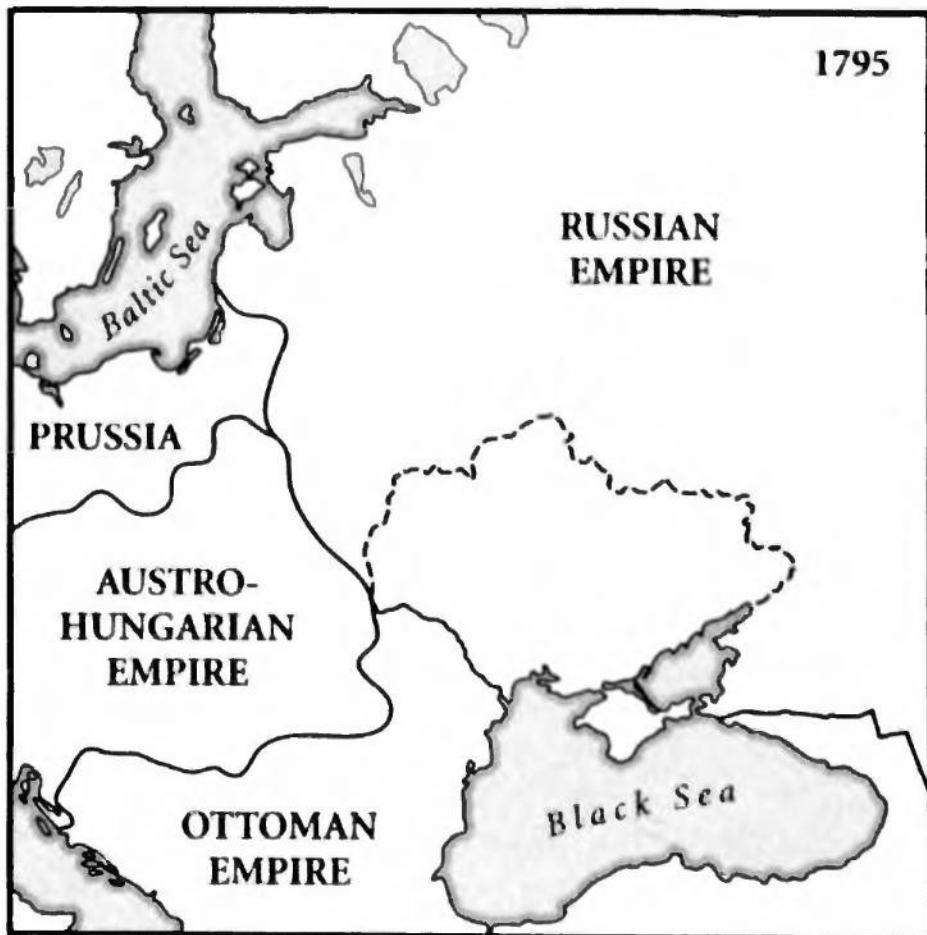 1795
RUSSIAN
EMPIRE
Baltic Sea
PRUSSIA
AUSTRO-
HUNGARIAN
EMPIRE
OTTOMAN
EMPIRE
Black Sea